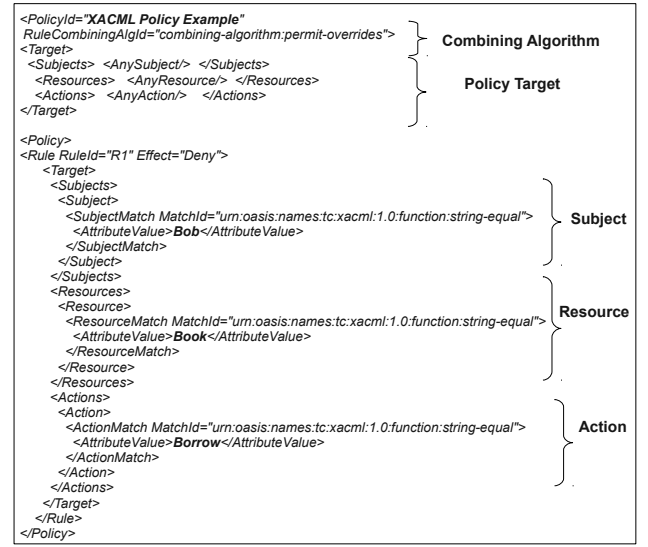 <PolicyId="XACML Policy Example"
RuleCombiningAlgId="combining-algorithm:permit-overrides">
Combining Algorithm
<Target>
<Subjects> <AnySubject/> </Subjects>
<Resources> <AnyResource/> </Resources>
<Actions> <AnyAction/> </Actions>
</Target>
Policy Target
<Policy>
<Rule RuleId="R1" Effect="Deny">
<Target>
<Subjects>
<Subject>
<SubjectMatch MatchId="urn:oasis:names:tc:xacml:1.0:function:string-equal">
<AttributeValue>Bob</AttributeValue>
</SubjectMatch>
</Subject>
</Subjects>
Subject
<Resources>
<Resource>
<ResourceMatch MatchId="urn:oasis:names:tc:xacml:1.0:function:string-equal">
<AttributeValue>Book</AttributeValue>
</ResourceMatch>
</Resource>
</Resources>
Resource
<Actions>
<Action>
<ActionMatch MatchId="urn:oasis:names:tc:xacml:1.0:function:string-equal">
<AttributeValue>Borrow</AttributeValue>
</ActionMatch>
</Action>
</Actions>
Action
</Target>
</Rule>
</Policy>